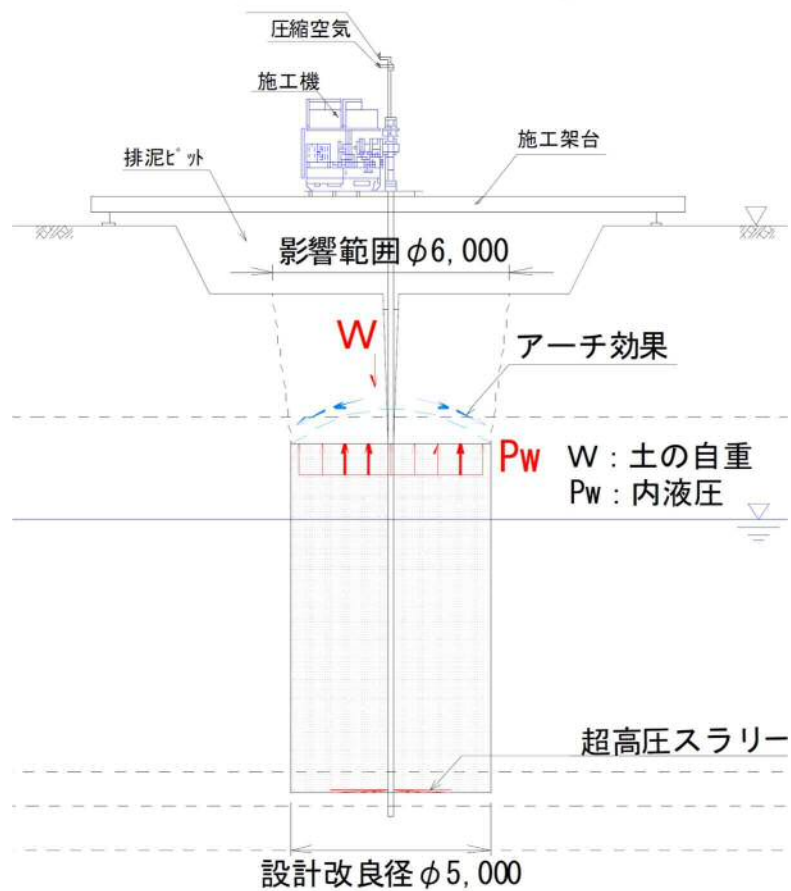 圧縮空気
施工機
施工架台
排泥ﾋﾟｯﾄ
影響範囲φ6,000
W
アーチ効果
Pw
W：土の自重
Pw：内液圧
超高圧スラリー
設計改良径φ5,000